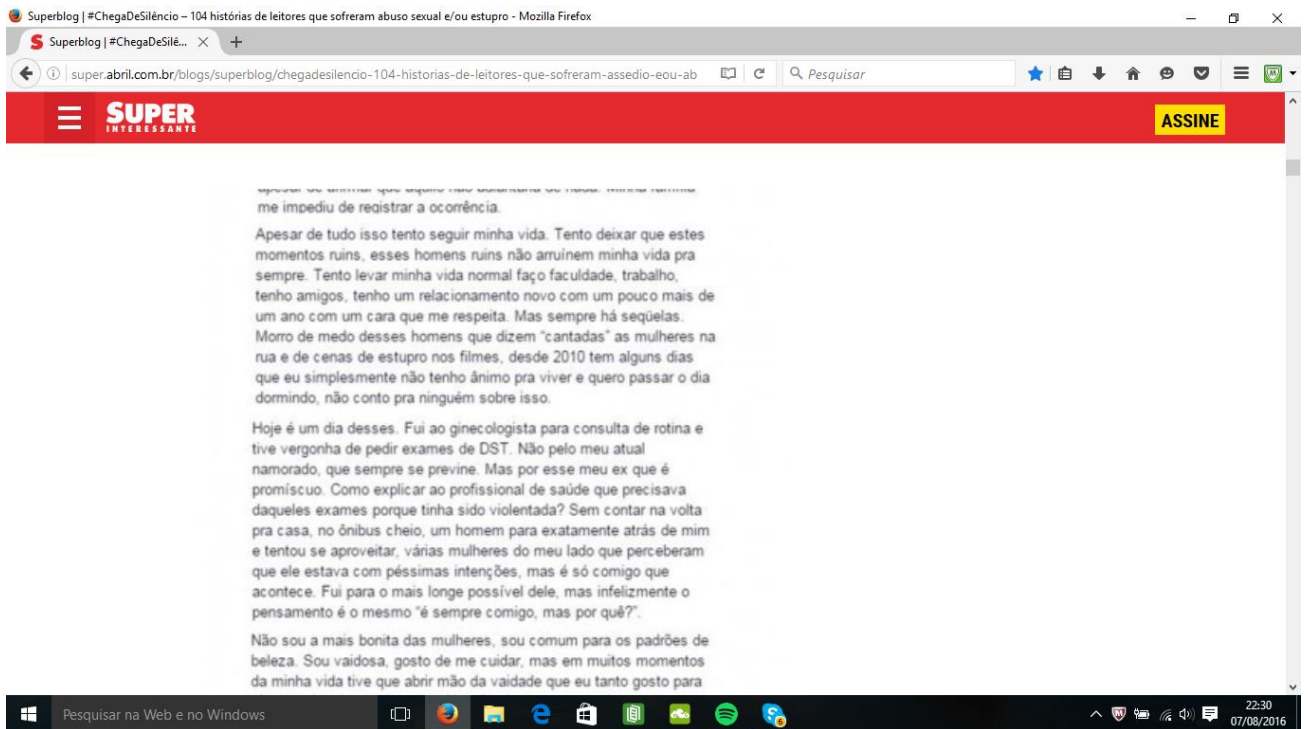 Superblog | #ChegaDeSilêncio – 104 histórias de leitores que sofreram abuso sexual e/ou estupro - Mozilla Firefox
Superblog | #ChegaDeSilê...
super.abril.com.br/blogs/superblog/chegadesilencio-104-historias-de-leitores-que-sofreram-assedio-eou-ab
Pesquisar
SUPER
INTERESSANTE
ASSINE
me impediu de registrar a ocorrência.
Apesar de tudo isso tento seguir minha vida. Tento deixar que estes
momentos ruins, esses homens ruins não arruínem minha vida pra
sempre. Tento levar minha vida normal faço faculdade, trabalho,
tenho amigos, tenho um relacionamento novo com um pouco mais de
um ano com um cara que me respeita. Mas sempre há seqüelas.
Morro de medo desses homens que dizem "cantadas" as mulheres na
rua e de cenas de estupro nos filmes, desde 2010 tem alguns dias
que eu simplesmente não tenho ânimo pra viver e quero passar o dia
dormindo, não conto pra ninguém sobre isso.
Hoje é um dia desses. Fui ao ginecologista para consulta de rotina e
tive vergonha de pedir exames de DST. Não pelo meu atual
namorado, que sempre se previne. Mas por esse meu ex que é
promíscuo. Como explicar ao profissional de saúde que precisava
daqueles exames porque tinha sido violentada? Sem contar na volta
pra casa, no ônibus cheio, um homem para exatamente atrás de mim
e tentou se aproveitar, várias mulheres do meu lado que perceberam
que ele estava com péssimas intenções, mas é só comigo que
acontece. Fui para o mais longe possível dele, mas infelizmente o
pensamento é o mesmo "é sempre comigo, mas por quê?".
Não sou a mais bonita das mulheres, sou comum para os padrões de
beleza. Sou vaidosa, gosto de me cuidar, mas em muitos momentos
da minha vida tive que abrir mão da vaidade que eu tanto gosto para
Pesquisar na Web e no Windows
22:30
07/08/2016